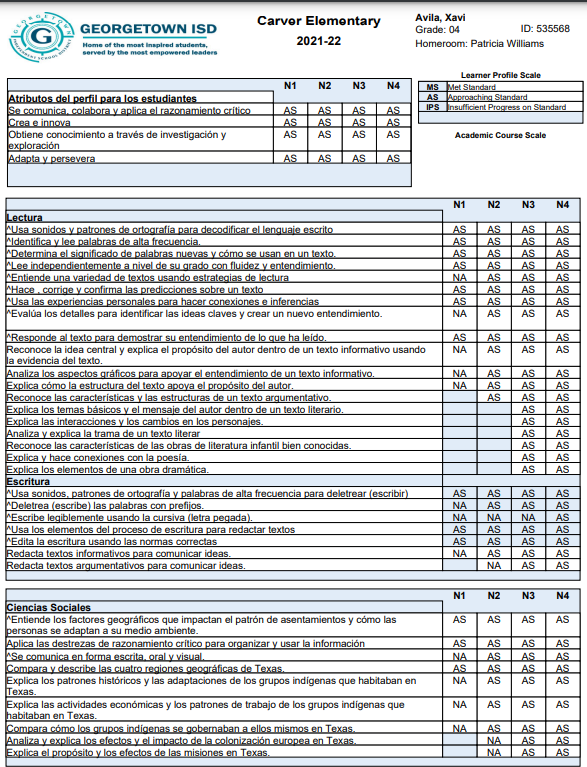 GEORGETOWN ISD
Home of the most inspired students,
served by the most empowered leaders
Carver Elementary
2021-22
Avila, Xavi
Grade: 04 ID: 535568
Homeroom: Patricia Williams
Learner Profile Scale
MS Met Standard
AS Approaching Standard
IPS Insufficient Progress on Standard
Academic Course Scale
N1 N2 N3 N4
Atributos del perfil para los estudiantes
Se comunica, colabora y aplica el razonamiento crítico AS AS AS AS
Crea e innova AS AS AS AS
Obtiene conocimiento a través de investigación y AS AS AS AS
exploración
Adapta y persevera AS AS AS AS
N1 N2 N3 N4
Lectura
^Usa sonidos y patrones de ortografía para decodificar el lenguaje escrito AS AS AS AS
^Identifica y lee palabras de alta frecuencia. AS AS AS AS
^Determina el significado de palabras nuevas y cómo se usan en un texto. AS AS AS AS
^Lee independientemente a nivel de su grado con fluidez y entendimiento. AS AS AS AS
^Entiende una variedad de textos usando estrategias de lectura NA AS AS AS
^Hace , corrige y confirma las predicciones sobre un texto AS AS AS AS
^Usa las experiencias personales para hacer conexiones e inferencias AS AS AS AS
^Evalúa los detalles para identificar las ideas claves y crear un nuevo entendimiento. NA AS AS AS
^Responde al texto para demostrar su entendimiento de lo que ha leído. AS AS AS AS
Reconoce la idea central y explica el propósito del autor dentro de un texto informativo usando NA AS AS AS
la evidencia del texto.
Analiza los aspectos gráficos para apoyar el entendimiento de un texto informativo. NA AS AS AS
Explica cómo la estructura del texto apoya el propósito del autor. NA AS AS AS
Reconoce las características y las estructuras de un texto argumentativo. AS AS AS
Explica los temas básicos y el mensaje del autor dentro de un texto literario. AS AS
Explica las interacciones y los cambios en los personajes. AS AS
Analiza y explica la trama de un texto literar AS AS
Reconoce las características de las obras de literatura infantil bien conocidas. AS AS
Explica y hace conexiones con la poesía. AS AS
Explica los elementos de una obra dramática. AS AS
Escritura
^Usa sonidos, patrones de ortografía y palabras de alta frecuencia para deletrear (escribir) AS AS AS AS
^Deletrea (escribe) las palabras con prefijos. NA AS AS AS
^Escribe legiblemente usando la cursiva (letra pegada). NA NA NA AS
^Usa los elementos del proceso de escritura para redactar textos AS AS AS AS
^Edita la escritura usando las normas correctas AS AS AS AS
Redacta textos informativos para comunicar ideas. NA AS AS AS
Redacta textos argumentativos para comunicar ideas. NA AS AS
N1 N2 N3 N4
Ciencias Sociales
^Entiende los factores geográficos que impactan el patrón de asentamientos y cómo las AS AS AS AS
personas se adaptan a su medio ambiente.
Aplica las destrezas de razonamiento crítico para organizar y usar la información AS AS AS AS
^Se comunica en forma escrita, oral y visual. NA AS AS AS
Compara y describe las cuatro regiones geográficas de Texas. AS AS AS AS
Explica los patrones históricos y las adaptaciones de los grupos indígenas que habitaban en NA AS AS AS
Texas.
Explica las actividades económicas y los patrones de trabajo de los grupos indígenas que NA AS AS AS
habitaban en Texas.
Compara cómo los grupos indígenas se gobernaban a ellos mismos en Texas. NA AS AS AS
Analiza y explica los efectos y el impacto de la colonización europea en Texas. NA AS AS
Explica el propósito y los efectos de las misiones en Texas. NA AS AS